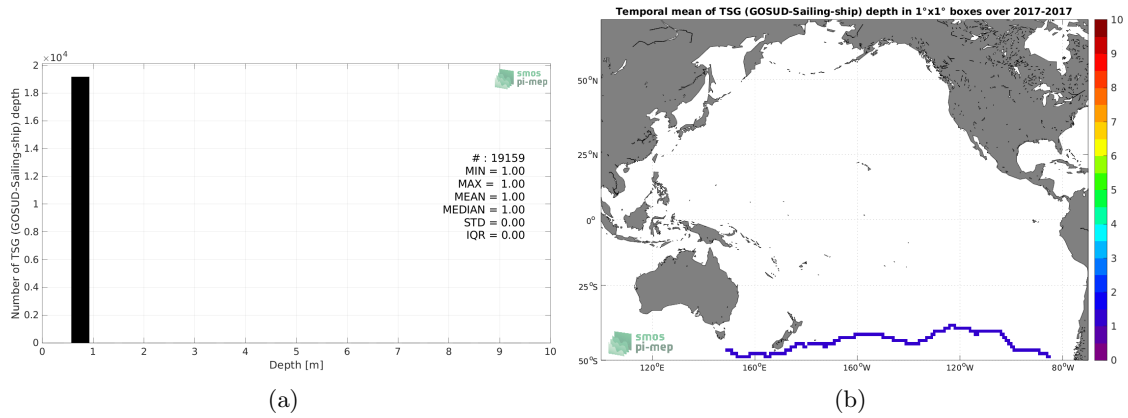 ×10⁴
2
1.8
1.6
1.4
1.2
1
0.8
0.6
0.4
0.2
0
Number of TSG (GOSUD-Sailing-ship) depth
smos
pi-mep
# : 19159
MIN = 1.00
MAX = 1.00
MEAN = 1.00
MEDIAN = 1.00
STD = 0.00
IQR = 0.00
0 1 2 3 4 5 6 7 8 9 10
Depth [m]
(a)
Temporal mean of TSG (GOSUD-Sailing-ship) depth in 1°x1° boxes over 2017-2017
50°N
25°N
0°
25°S
50°S
smos
pi-mep
120°E 160°E 160°W 120°W 80°W
10
9
8
7
6
5
4
3
2
1
0
(b)